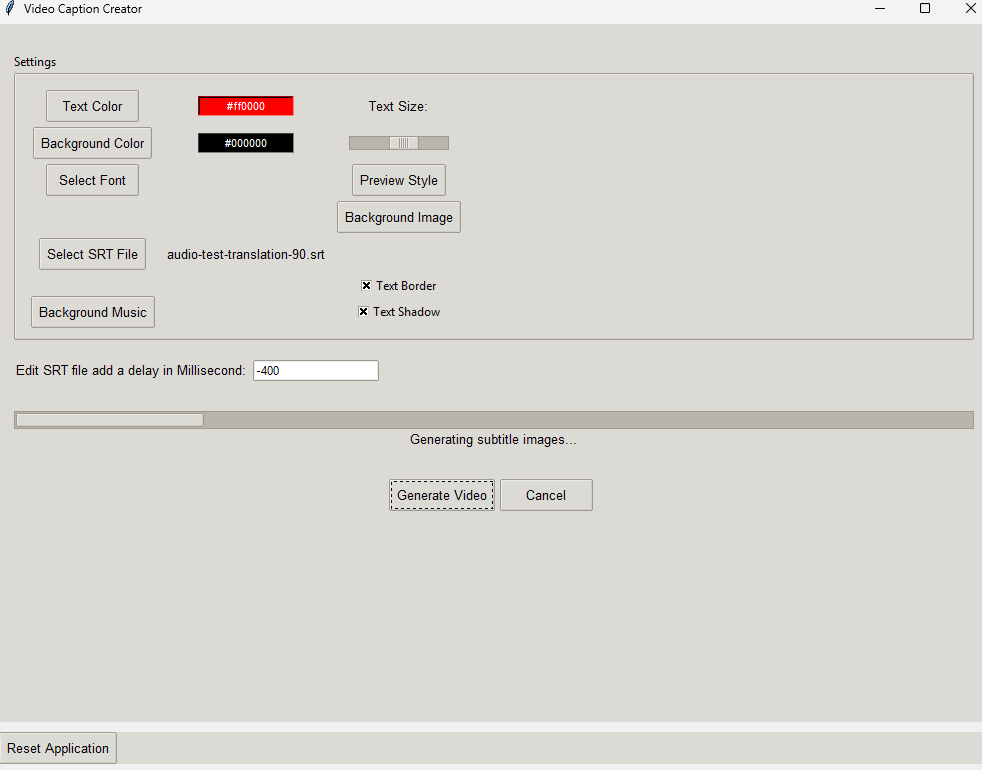 Video Caption Creator
Settings
Text Color
#ff0000
Text Size:
Background Color
#000000
Select Font
Preview Style
Background Image
Select SRT File
audio-test-translation-90.srt
Text Border
Background Music
Text Shadow
Edit SRT file add a delay in Millisecond:
-400
Generating subtitle images...
Generate Video
Cancel
Reset Application